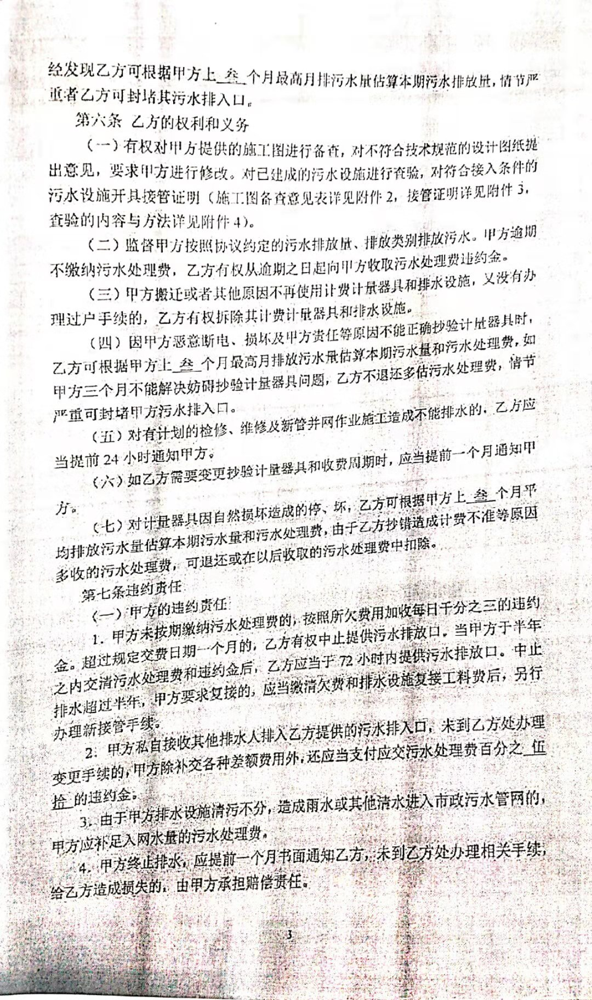 经发现乙方可根据甲方上 叁 个月最高月排污水量估算本期污水排放量，情节严
重者乙方可封堵其污水排入口。
第六条 乙方的权利和义务
（一）有权对甲方提供的施工图进行备查，对不符合技术规范的设计图纸提
出意见，要求甲方进行修改。对已建成的污水设施进行查验，对符合接入条件的
污水设施开具接管证明（施工图备查意见表详见附件 2，接管证明详见附件 3，
查验的内容与方法详见附件 4）。
（二）监督甲方按照协议约定的污水排放量、排放类别排放污水。甲方逾期
不缴纳污水处理费，乙方有权从逾期之日起向甲方收取污水处理费违约金。
（三）甲方搬迁或者其他原因不再使用计费计量器具和排水设施，又没有办
理过户手续的，乙方有权拆除其计费计量器具和排水设施。
（四）因甲方恶意断电、损坏及甲方责任等原因不能正确抄验计量器具时，
乙方可根据甲方上 叁 个月最高月排放污水量估算本期污水量和污水处理费，如
甲方三个月不能解决妨碍抄验计量器具问题，乙方不退还多估污水处理费，情节
严重可封堵甲方污水排入口。
（五）对有计划的检修、维修及新管并网作业施工造成不能排水的，乙方应
当提前 24 小时通知甲方。
（六）如乙方需要变更抄验计量器具和收费周期时，应当提前一个月通知甲
方。
（七）对计量器具因自然损坏造成的停、坏，乙方可根据甲方上 叁 个月平
均排放污水量估算本期污水量和污水处理费，由于乙方抄错造成计费不准等原因
多收的污水处理费，可退还或在以后收取的污水处理费中扣除。
第七条违约责任
（一）甲方的违约责任
1. 甲方未按期缴纳污水处理费的，按照所欠费用加收每日千分之三的违约
金。超过规定交费日期一个月的，乙方有权中止提供污水排放口。当甲方于半年
之内交清污水处理费和违约金后，乙方应当于 72 小时内提供污水排放口。中止
排水超过半年，甲方要求复接的，应当缴清欠费和排水设施复接工料费后，另行
办理新接管手续。
2. 甲方私自接收其他排水人排入乙方提供的污水排入口，未到乙方处办理
变更手续的，甲方除补交各种差额费用外，还应当支付应交污水处理费百分之 伍
拾 的违约金。
3. 由于甲方排水设施清污不分，造成雨水或其他清水进入市政污水管网的，
甲方应补足入网水量的污水处理费。
4. 甲方终止排水，应提前一个月书面通知乙方，未到乙方处办理相关手续，
给乙方造成损失的，由甲方承担赔偿责任。
3